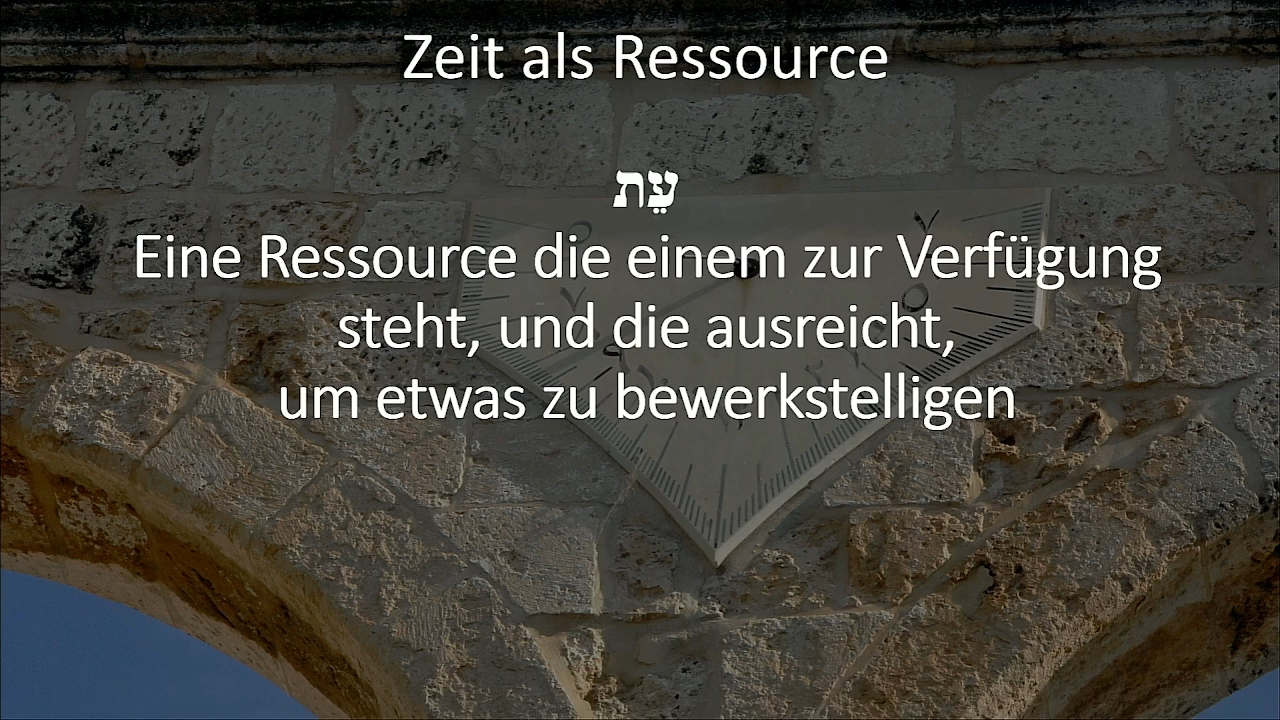 Zeit als Ressource
עֵת
Eine Ressource die einem zur Verfügung
steht, und die ausreicht,
um etwas zu bewerkstelligen